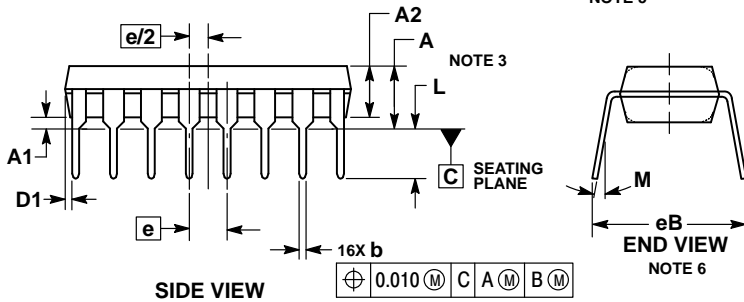 NOTE 5
A2
e/2
A
NOTE 3
L
A1
C SEATING PLANE
M
D1
e
eB
16X b
END VIEW
NOTE 6
⌖ 0.010 Ⓜ C A Ⓜ B Ⓜ
SIDE VIEW